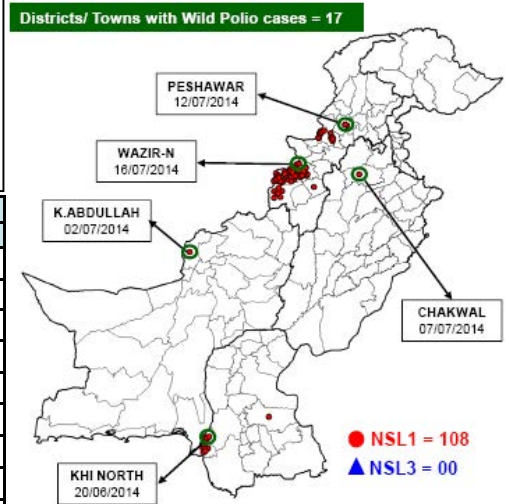 Districts/ Towns with Wild Polio cases = 17
PESHAWAR
12/07/2014
WAZIR-N
16/07/2014
K.ABDULLAH
02/07/2014
CHAKWAL
07/07/2014
NSL1 = 108
NSL3 = 00
KHI NORTH
20/06/2014